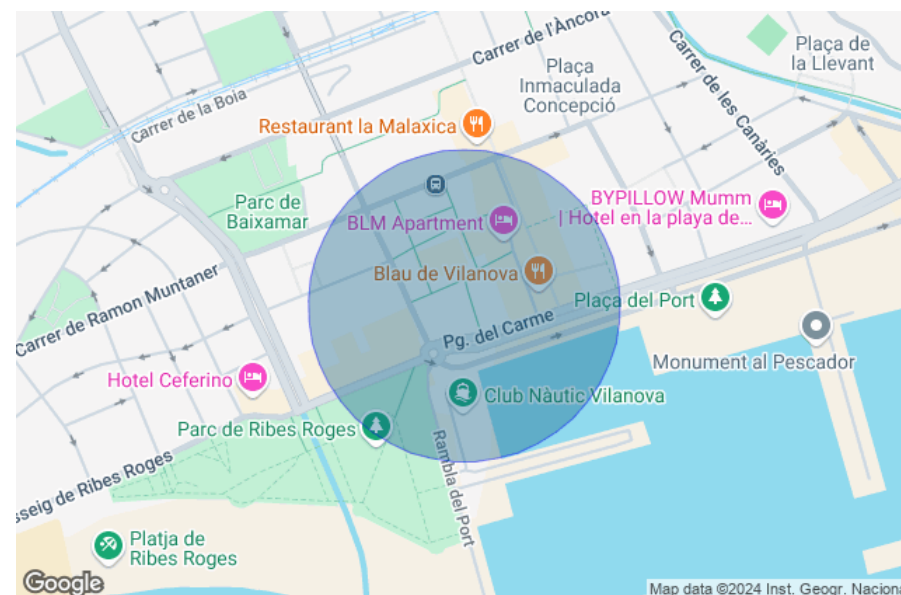 Carrer de l'Àncora
Plaça de
la Llevant
Plaça
Inmaculada
Concepció
Carrer de les Canàries
Carrer de la Boia
Restaurant la Malaxica
Parc de
Baixamar
BLM Apartment
BYPILLOW Mumm
| Hotel en la playa de...
Blau de Vilanova
Plaça del Port
Carrer de Ramon Muntaner
Pg. del Carme
Monument al Pescador
Hotel Ceferino
Club Nàutic Vilanova
Parc de Ribes Roges
Rambla del Port
sseig de Ribes Roges
Platja de
Ribes Roges
Google
Map data ©2024 Inst. Geogr. Naciona